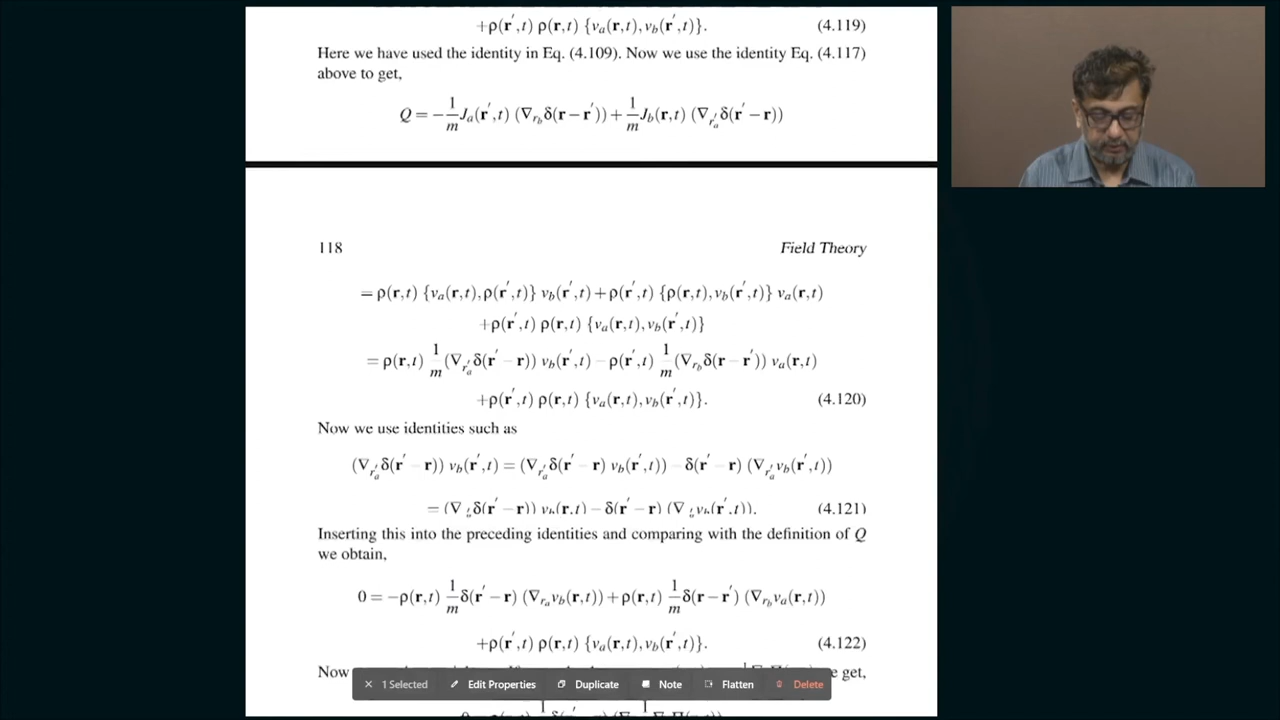 +ρ(r′,t) ρ(r,t) {v_a(r,t),v_b(r′,t)}. (4.119)
Here we have used the identity in Eq. (4.109). Now we use the identity Eq. (4.117)
above to get,
Q = −1/m J_a(r′,t) (∇_{r_b}δ(r−r′)) + 1/m J_b(r,t) (∇_{r′_a}δ(r′−r))
118 Field Theory
= ρ(r,t) {v_a(r,t),ρ(r′,t)} v_b(r′,t)+ρ(r′,t) {ρ(r,t),v_b(r′,t)} v_a(r,t)
+ρ(r′,t) ρ(r,t) {v_a(r,t),v_b(r′,t)}
= ρ(r,t) 1/m (∇_{r′_a}δ(r′−r)) v_b(r′,t) − ρ(r′,t) 1/m (∇_{r_b}δ(r−r′)) v_a(r,t)
+ρ(r′,t) ρ(r,t) {v_a(r,t),v_b(r′,t)}. (4.120)
Now we use identities such as
(∇_{r′_a}δ(r′−r)) v_b(r′,t) = (∇_{r′_a}δ(r′−r) v_b(r′,t)) − δ(r′−r) (∇_{r′_a}v_b(r′,t))
= (∇_{r′_a}δ(r′−r)) v_b(r,t) − δ(r′−r) (∇_{r′_a}v_b(r′,t)). (4.121)
Inserting this into the preceding identities and comparing with the definition of Q
we obtain,
0 = −ρ(r,t) 1/m δ(r′−r) (∇_{r_a}v_b(r,t)) + ρ(r,t) 1/m δ(r−r′) (∇_{r_b}v_a(r,t))
+ρ(r′,t) ρ(r,t) {v_a(r,t),v_b(r′,t)}. (4.122)
Now e get,
× 1 Selected Edit Properties Duplicate Note Flatten Delete